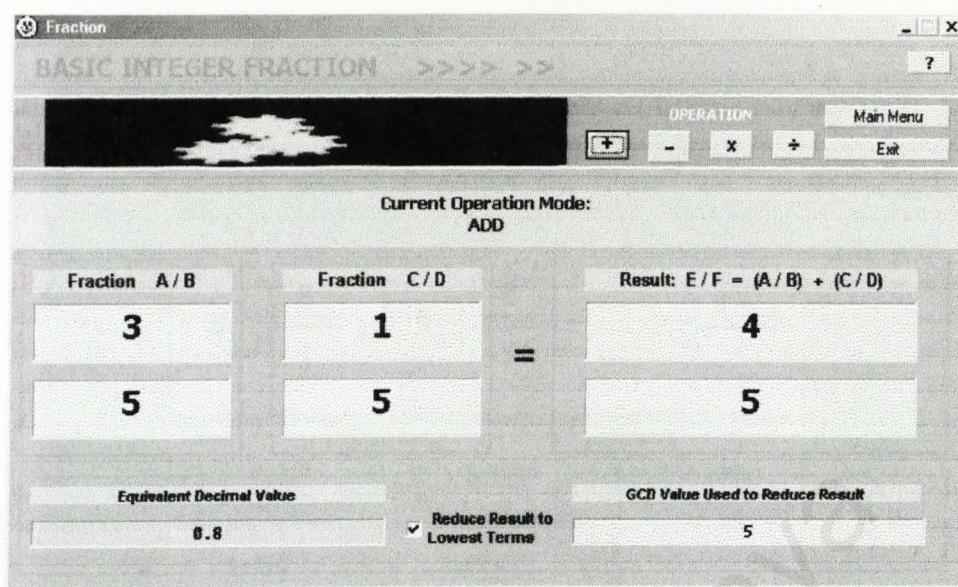 Fraction
BASIC INTEGER FRACTION >>>> >>
?
OPERATION
+ - x ÷
Main Menu
Exit
Current Operation Mode:
ADD
Fraction A / B
Fraction C / D
Result: E / F = (A / B) + (C / D)
3
1
=
4
5
5
5
Equivalent Decimal Value
0.8
Reduce Result to
Lowest Terms
GCD Value Used to Reduce Result
5